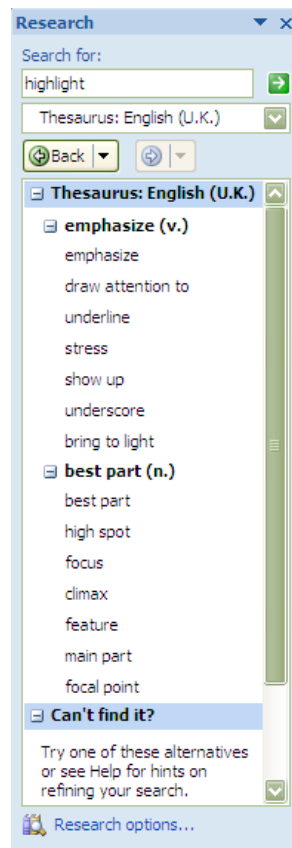 Research
Search for:
highlight
Thesaurus: English (U.K.)
Back
Thesaurus: English (U.K.)
emphasize (v.)
emphasize
draw attention to
underline
stress
show up
underscore
bring to light
best part (n.)
best part
high spot
focus
climax
feature
main part
focal point
Can't find it?
Try one of these alternatives
or see Help for hints on
refining your search.
Research options...